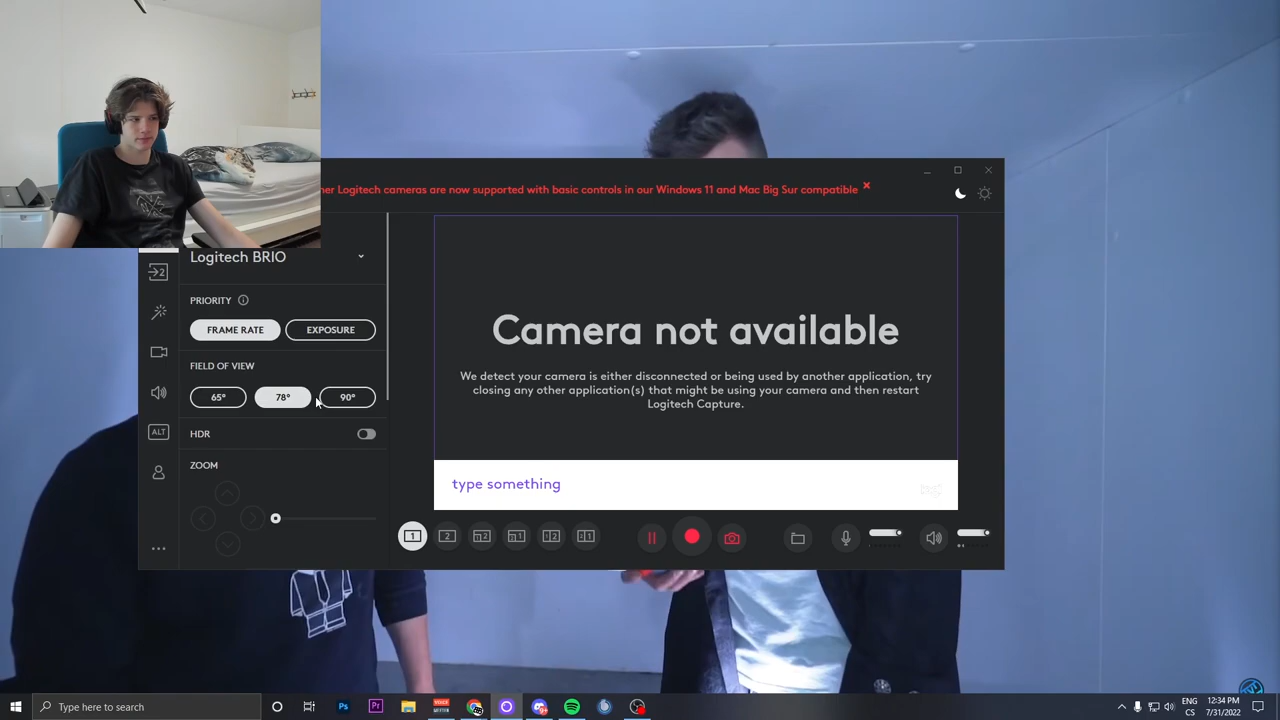 her Logitech cameras are now supported with basic controls in our Windows 11 and Mac Big Sur compatible
Logitech BRIO
PRIORITY
FRAME RATE
EXPOSURE
FIELD OF VIEW
65°
78°
90°
HDR
ZOOM
ALT
Camera not available
We detect your camera is either disconnected or being used by another application, try
closing any other application(s) that might be using your camera and then restart
Logitech Capture.
type something
1
2
Type here to search
Ps
Pr
ENG
CS
12:34 PM
7/31/2022